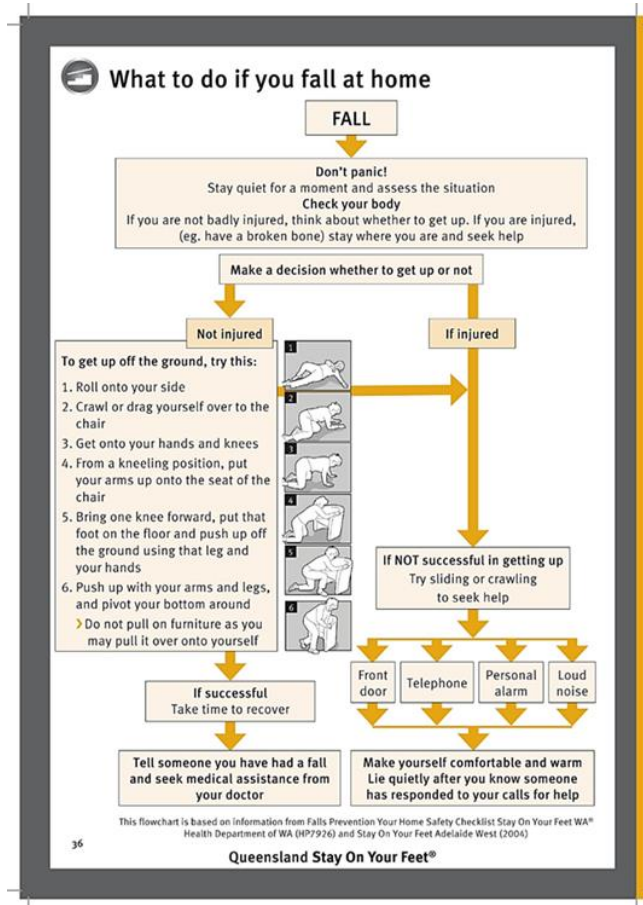 What to do if you fall at home
FALL
Don't panic!
Stay quiet for a moment and assess the situation
Check your body
If you are not badly injured, think about whether to get up. If you are injured,
(eg. have a broken bone) stay where you are and seek help
Make a decision whether to get up or not
Not injured
If injured
To get up off the ground, try this:
1. Roll onto your side
2. Crawl or drag yourself over to the
chair
3. Get onto your hands and knees
4. From a kneeling position, put
your arms up onto the seat of the
chair
5. Bring one knee forward, put that
foot on the floor and push up off
the ground using that leg and
your hands
6. Push up with your arms and legs,
and pivot your bottom around
› Do not pull on furniture as you
may pull it over onto yourself
1
2
3
4
5
6
If NOT successful in getting up
Try sliding or crawling
to seek help
Front
door
Telephone
Personal
alarm
Loud
noise
If successful
Take time to recover
Tell someone you have had a fall
and seek medical assistance from
your doctor
Make yourself comfortable and warm
Lie quietly after you know someone
has responded to your calls for help
This flowchart is based on information from Falls Prevention Your Home Safety Checklist Stay On Your Feet WA®
Health Department of WA (HP7926) and Stay On Your Feet Adelaide West (2004)
36
Queensland Stay On Your Feet®